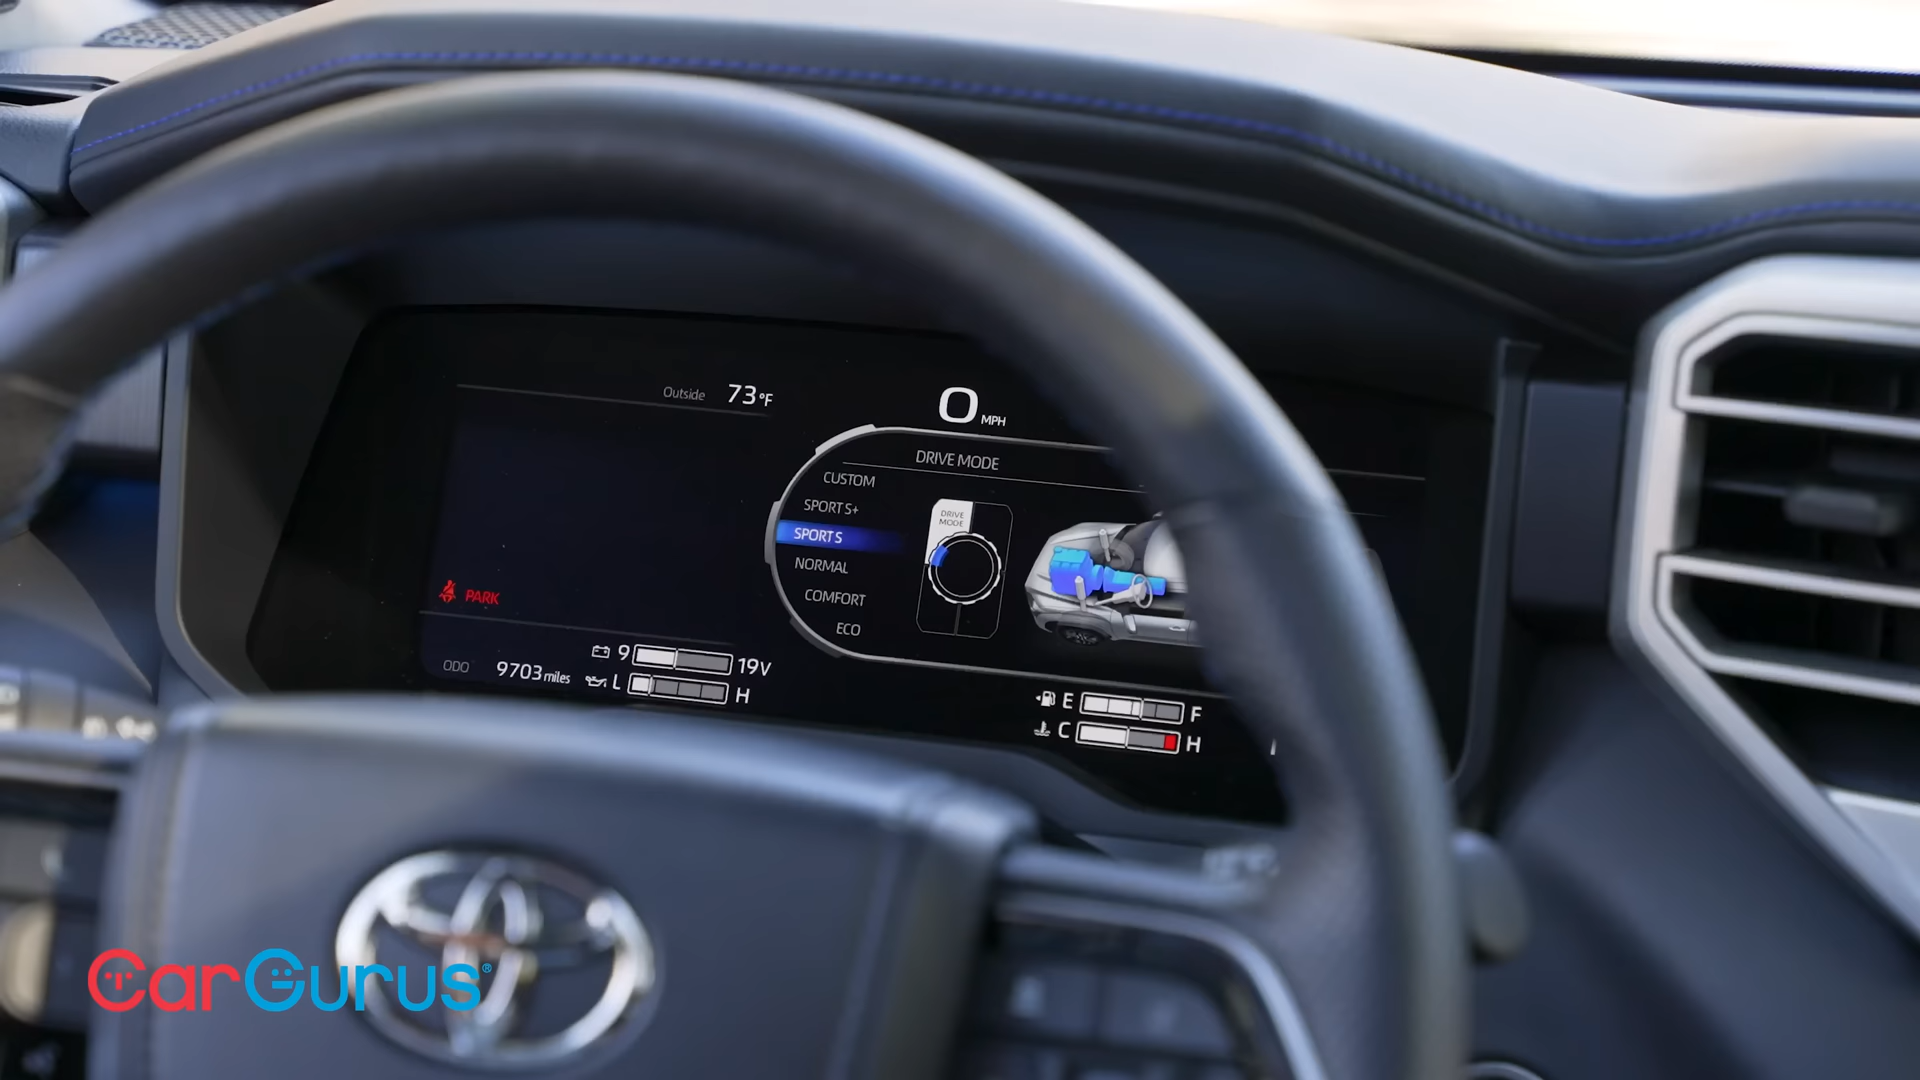 Outside 73°F
0 MPH
DRIVE MODE
CUSTOM
SPORT S+
SPORT S
NORMAL
COMFORT
ECO
DRIVE
MODE
PARK
ODO 9703 miles
9 19V
L H
E F
C H
CarGurus®